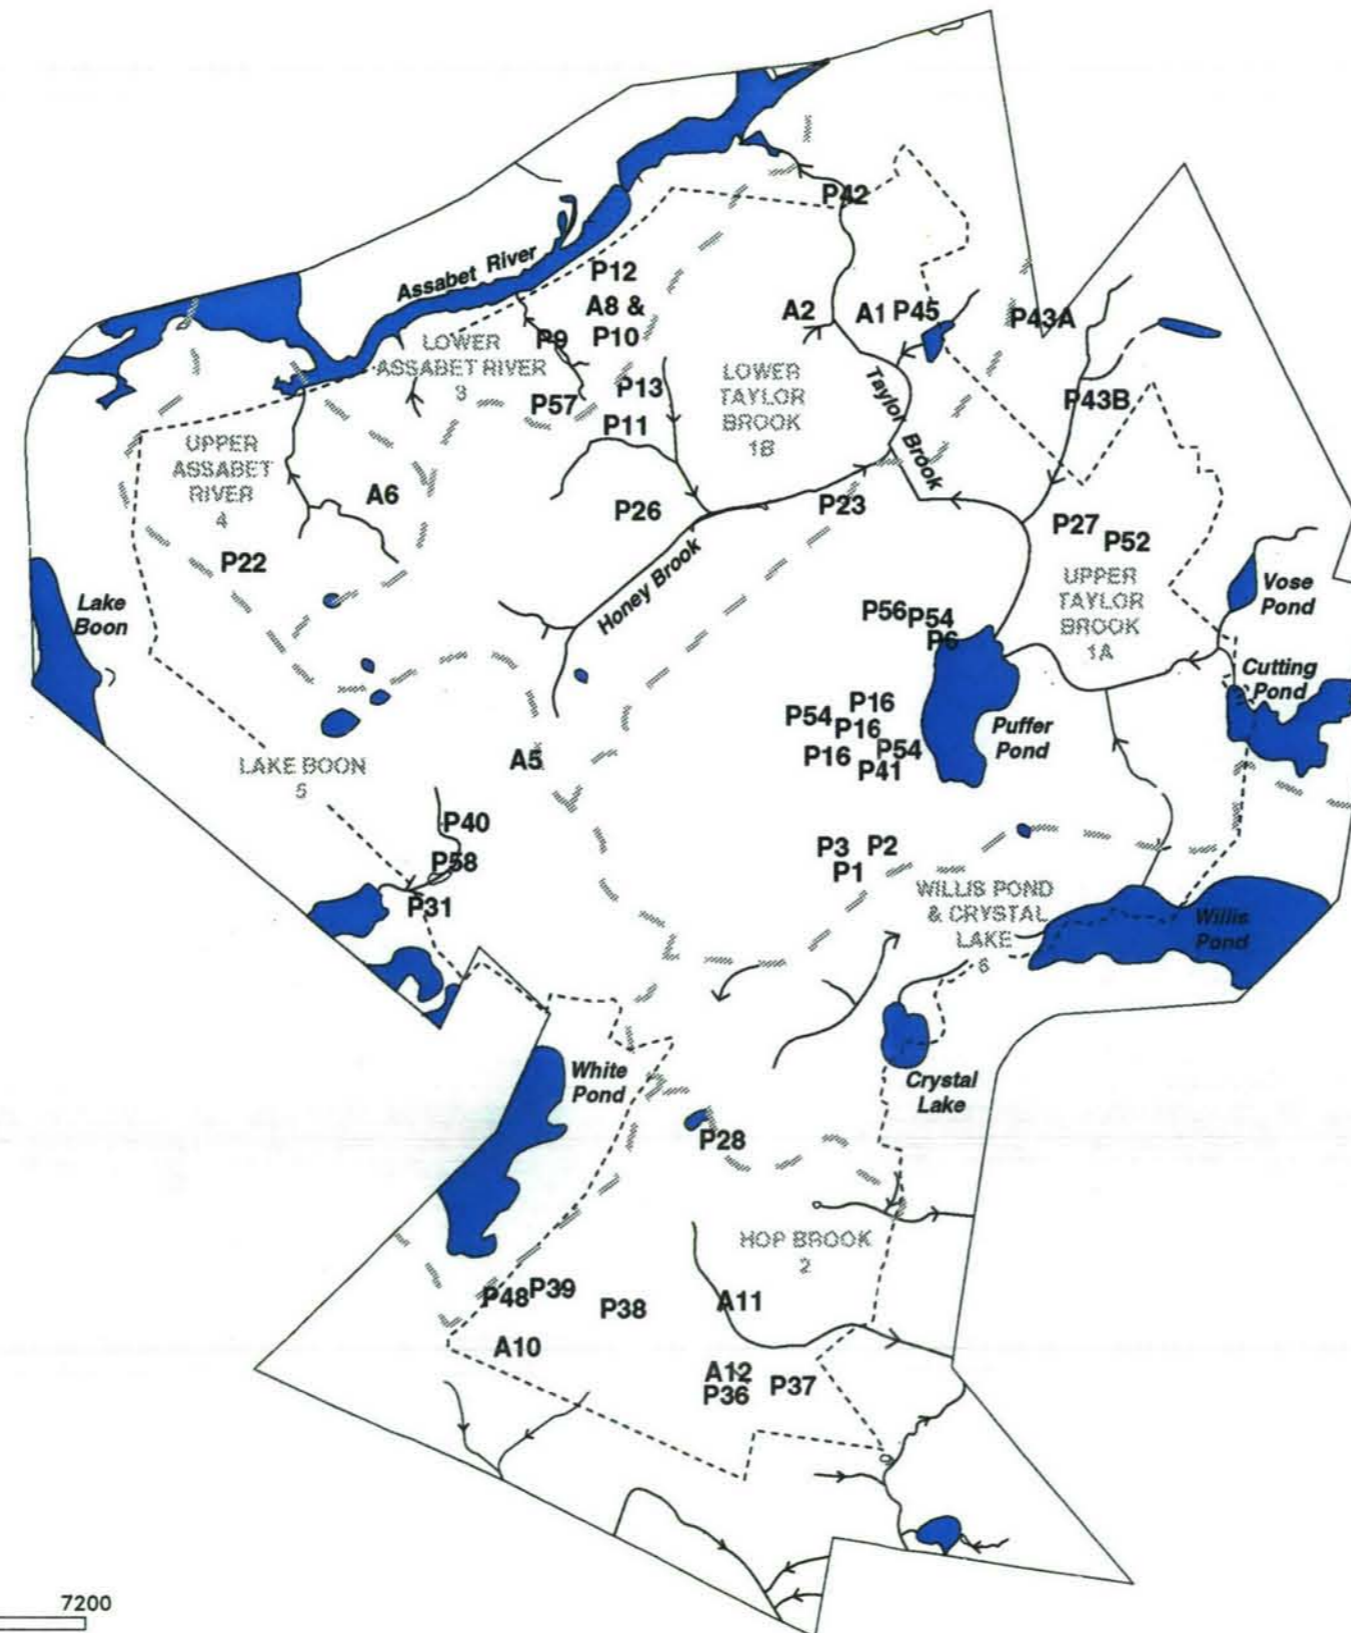 P42
Assabet River
P12
A8 &
P10
P9
A2
A1 P45
P43A
LOWER
ASSABET RIVER
3
P13
P57
P11
LOWER
TAYLOR
BROOK
1B
Taylor
Brook
P43B
UPPER
ASSABET
RIVER
4
A6
P22
P26
P23
P27
P52
Honey Brook
UPPER
TAYLOR
BROOK
1A
Vose
Pond
Lake
Boon
P56
P54
P6
Cutting
Pond
P16
P54
P16
P16
P54
P41
Puffer
Pond
LAKE BOON
5
A5
P40
P58
P31
P3
P2
P1
WILLIS POND
& CRYSTAL
LAKE
6
Willis
Pond
White
Pond
Crystal
Lake
P28
HOP BROOK
2
P48
P39
P38
A11
A10
A12
P36
P37
7200